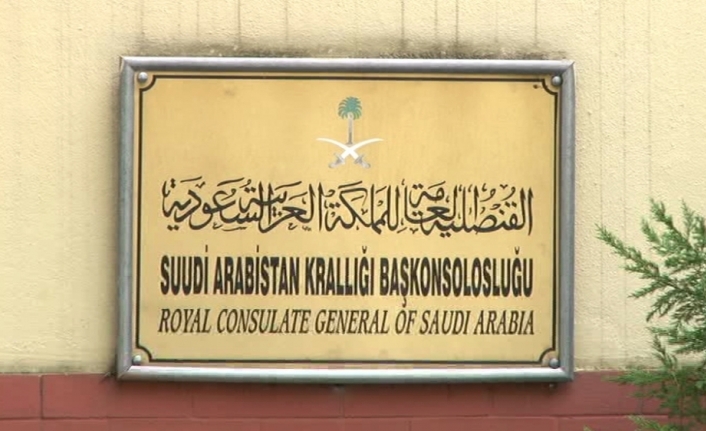 القنصلية العامة للمملكة العربية السعودية
SUUDİ ARABİSTAN KRALLIĞI BAŞKONSOLOSLUĞU
ROYAL CONSULATE GENERAL OF SAUDI ARABIA